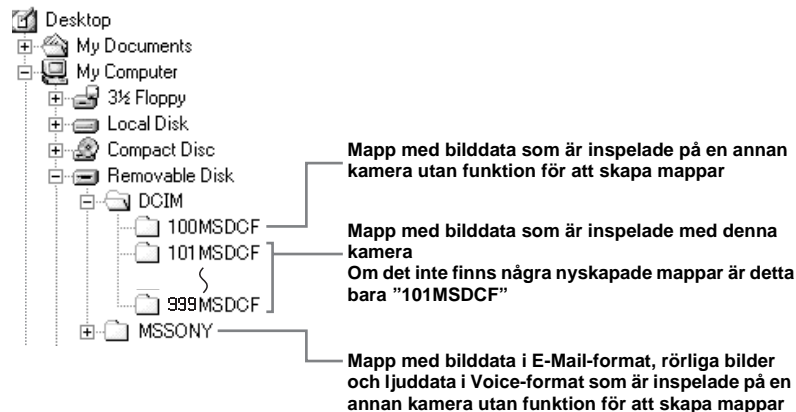 Desktop
My Documents
My Computer
3½ Floppy
Local Disk
Compact Disc
Removable Disk
DCIM
100MSDCF
101MSDCF
999MSDCF
MSSONY
Mapp med bilddata som är inspelade på en annan
kamera utan funktion för att skapa mappar
Mapp med bilddata som är inspelade med denna
kamera
Om det inte finns några nyskapade mappar är detta
bara ”101MSDCF”
Mapp med bilddata i E-Mail-format, rörliga bilder
och ljuddata i Voice-format som är inspelade på en
annan kamera utan funktion för att skapa mappar